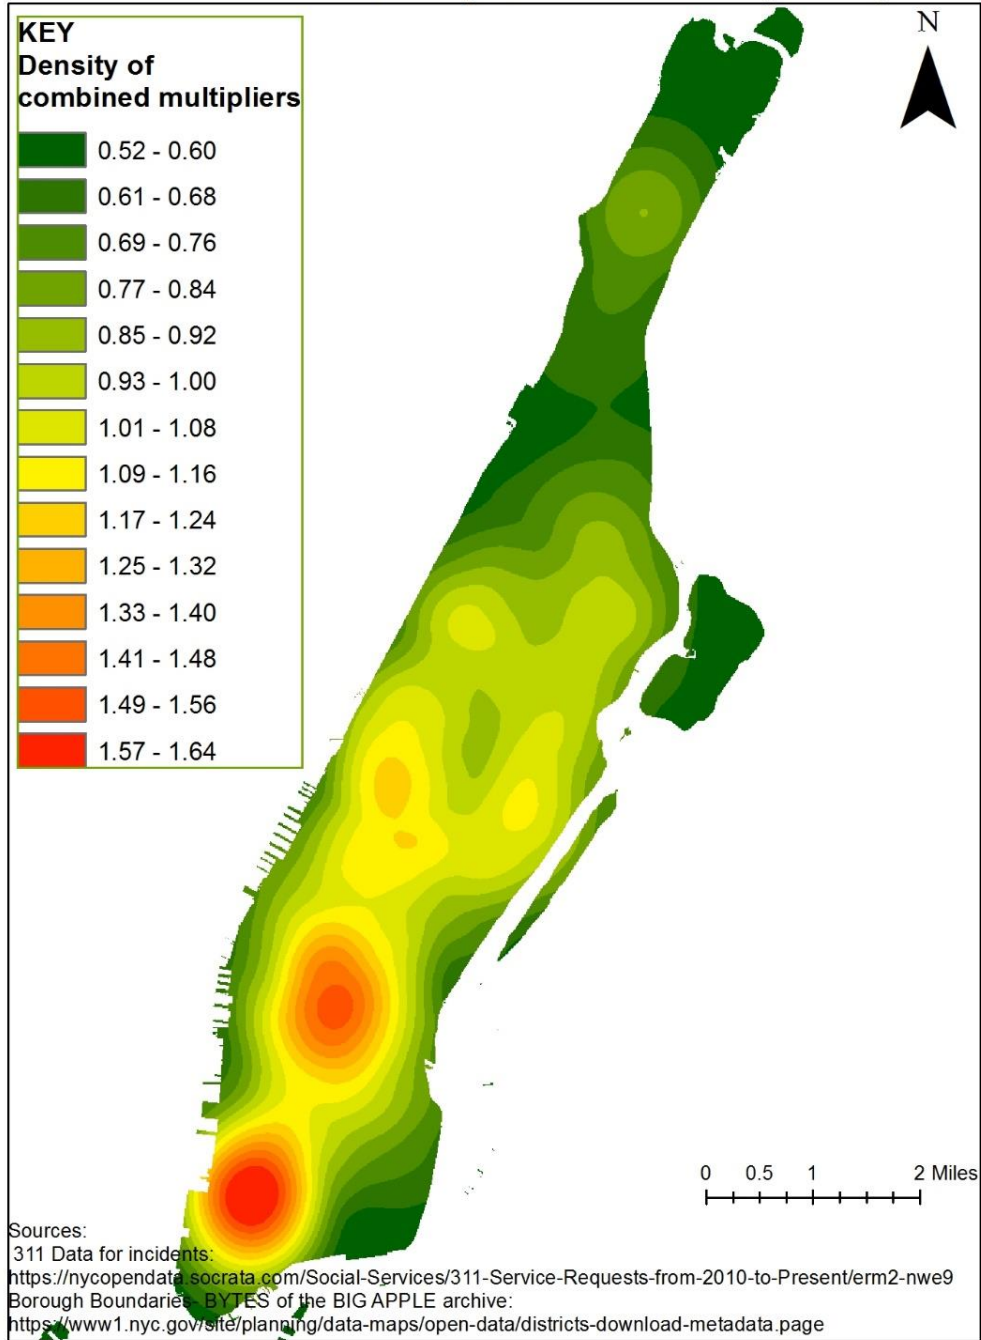 KEY
Density of
combined multipliers
0.52 - 0.60
0.61 - 0.68
0.69 - 0.76
0.77 - 0.84
0.85 - 0.92
0.93 - 1.00
1.01 - 1.08
1.09 - 1.16
1.17 - 1.24
1.25 - 1.32
1.33 - 1.40
1.41 - 1.48
1.49 - 1.56
1.57 - 1.64
N
0 0.5 1 2 Miles
Sources:
311 Data for incidents:
https://nycopendata.socrata.com/Social-Services/311-Service-Requests-from-2010-to-Present/erm2-nwe9
Borough Boundaries- BYTES of the BIG APPLE archive:
https://www1.nyc.gov/site/planning/data-maps/open-data/districts-download-metadata.page